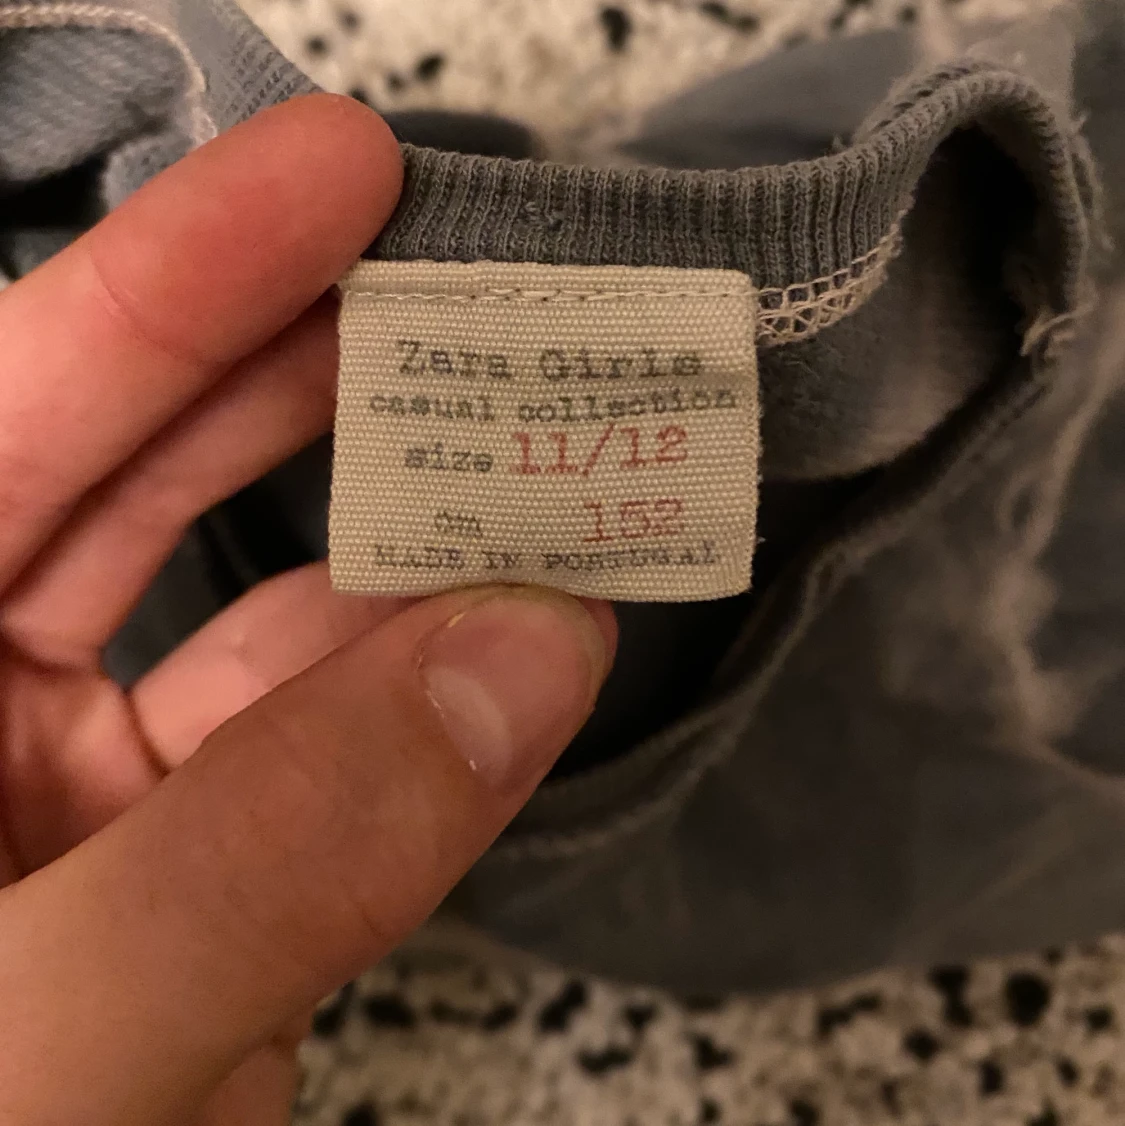 Zara Girls
casual collection
size 11/12
cm 152
MADE IN PORTUGAL